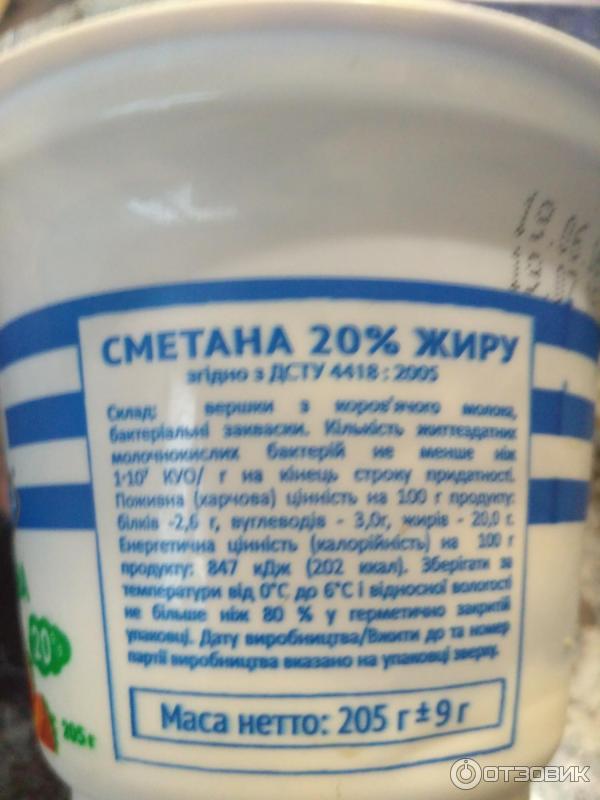 СМЕТАНА 20% ЖИРУ
згідно з ДСТУ 4418 : 2005
Склад: вершки з коров'ячого молока,
бактеріальні закваски. Кількість життєздатних
молочнокислих бактерій не менше ніж
1·10⁷ КУО/ г на кінець строку придатності.
Поживна (харчова) цінність на 100 г продукту:
білків -2,6 г, вуглеводів - 3,0г, жирів - 20,0 г.
Енергетична цінність (калорійність) на 100 г
продукту: 847 кДж (202 ккал). Зберігати за
температури від 0°С до 6°С і відносної вологості
не більше ніж 80 % у герметично закритій
упаковці. Дату виробництва/Вжити до та номер
партії виробництва вказано на упаковці зверху.
Маса нетто: 205 г ± 9 г
20%
205 г
ОТЗОВИК